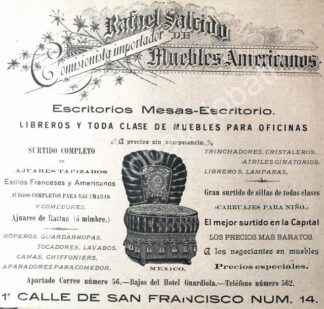 Rafael Salcido
Comisionista importador DE
Muebles Americanos.
Escritorios Mesas-Escritorio.
LIBREROS Y TODA CLASE DE MUEBLES PARA OFICINAS
A precios sin competencia.
SURTIDO COMPLETO
DE
AJUARES TAPIZADOS
Estilos Franceses y Americanos
JUEGOS COMPLETOS PARA RECAMARAS
Y COMEDORES.
Ajuares de Raitan (ó mimbre.)
ROPEROS, GUARDARROPAS,
TOCADORES, LAVADOS,
CAMAS, CHIFFONIERS,
APARADORES PARA COMEDOR.
MEXICO.
TRINCHADORES, CRISTALEROS,
ATRILES GIRATORIOS,
LIBREROS, LAMPARAS,
Gran surtido de sillas de todas clases
CARRUAJES PARA NIÑO.
El mejor surtido en la Capital
LOS PRECIOS MAS BARATOS
A los negociantes en muebles
Precios especiales.
Apartado Correo número 56.—Bajos del Hotel Guardiola.—Teléfono número 562.
1ª CALLE DE SAN FRANCISCO NUM. 14.